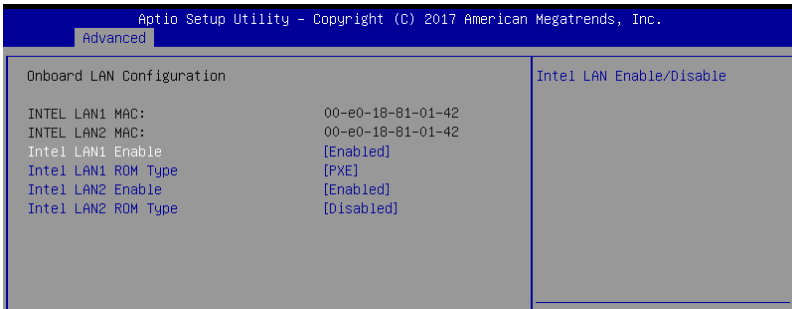 Aptio Setup Utility – Copyright (C) 2017 American Megatrends, Inc.
Advanced
Onboard LAN Configuration
Intel LAN Enable/Disable
INTEL LAN1 MAC: 00-e0-18-81-01-42
INTEL LAN2 MAC: 00-e0-18-81-01-42
Intel LAN1 Enable [Enabled]
Intel LAN1 ROM Type [PXE]
Intel LAN2 Enable [Enabled]
Intel LAN2 ROM Type [Disabled]